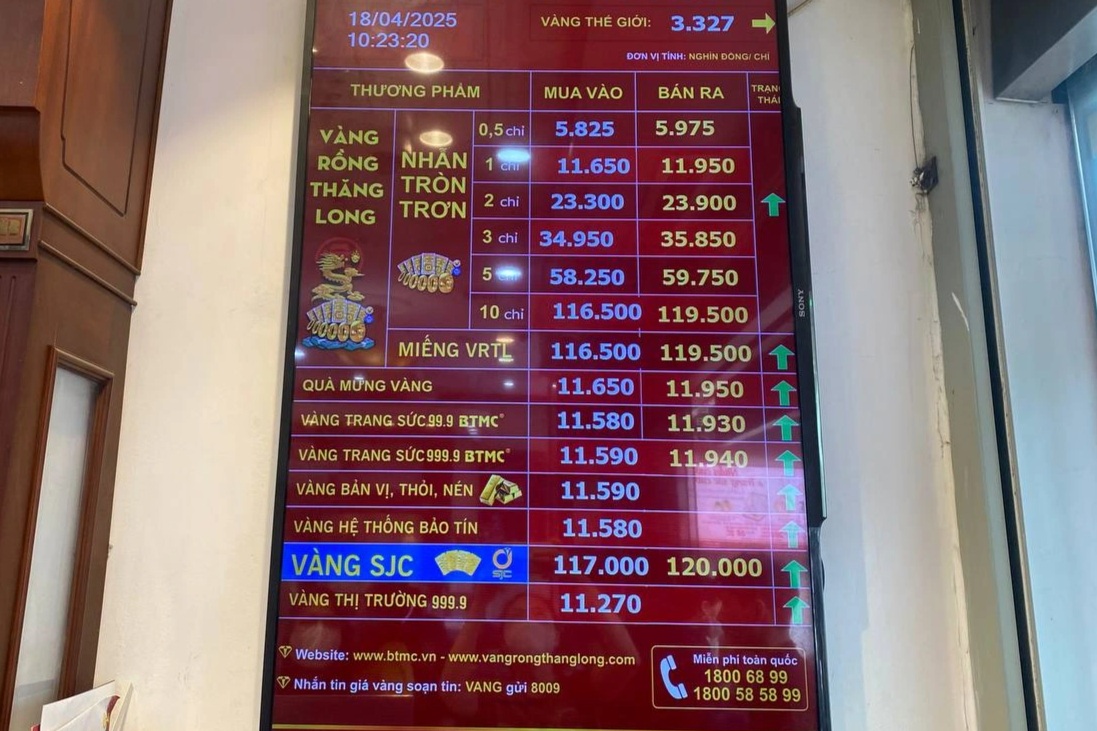 18/04/2025 VÀNG THẾ GIỚI: 3.327
10:23:20
ĐƠN VỊ TÍNH: NGHÌN ĐỒNG/ CHỈ
THƯƠNG PHẨM MUA VÀO BÁN RA TRẠNG THÁI
VÀNG
RỒNG
THĂNG
LONG
NHẪN
TRÒN
TRƠN
0,5 chỉ 5.825 5.975
1 chỉ 11.650 11.950
2 chỉ 23.300 23.900
3 chỉ 34.950 35.850
5 chỉ 58.250 59.750
10 chỉ 116.500 119.500
MIẾNG VRTL 116.500 119.500
QUÀ MỪNG VÀNG 11.650 11.950
VÀNG TRANG SỨC 99.9 BTMC 11.580 11.930
VÀNG TRANG SỨC 999.9 BTMC 11.590 11.940
VÀNG BẢN VỊ, THỎI, NÉN 11.590
VÀNG HỆ THỐNG BẢO TÍN 11.580
VÀNG SJC SJC 117.000 120.000
VÀNG THỊ TRƯỜNG 999.9 11.270
Website: www.btmc.vn - www.vangrongthanglong.com
Nhắn tin giá vàng soạn tin: VANG gửi 8009
Miễn phí toàn quốc
1800 68 99
1800 58 58 99
SONY